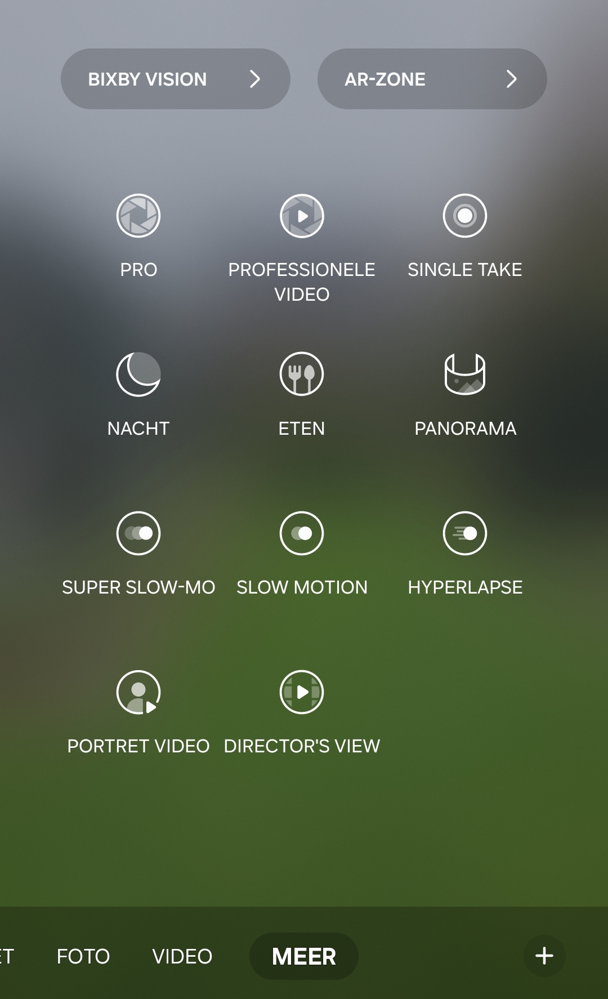 BIXBY VISION
AR-ZONE
PRO
PROFESSIONELE
VIDEO
SINGLE TAKE
NACHT
ETEN
PANORAMA
SUPER SLOW-MO
SLOW MOTION
HYPERLAPSE
PORTRET VIDEO
DIRECTOR'S VIEW
FOTO
VIDEO
MEER